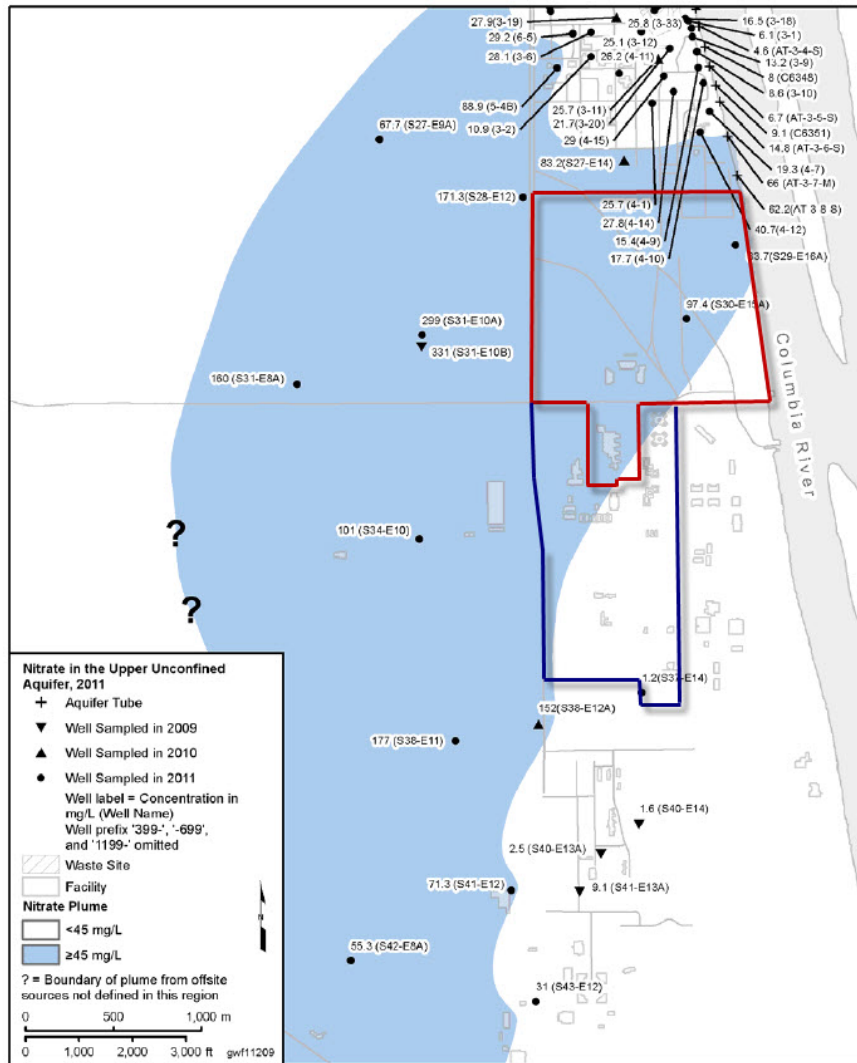 27.9(3-19)
25.8 (3-33)
16.5 (3-18)
29.2 (6-5)
6.1 (3-1)
25.1 (3-12)
4.6 (AT-3-4-S)
28.1 (3-6)
26.2 (4-11)
13.2 (3-9)
8 (C6348)
8.6 (3-10)
88.9 (5-4B)
25.7 (3-11)
6.7 (AT-3-5-S)
10.9 (3-2)
21.7(3-20)
9.1 (C6351)
67.7 (S27-E9A)
29 (4-15)
14.8 (AT-3-6-S)
83.2(S27-E14)
19.3 (4-7)
66 (AT-3-7-M)
171.3(S28-E12)
25.7 (4-1)
62.2(AT-3-8-S)
27.8(4-14)
40.7(4-12)
15.4(4-9)
17.7 (4-10)
(S29-E16A)
97.4 (S30-E15A)
299 (S31-E10A)
331 (S31-E10B)
Columbia River
160 (S31-E8A)
101 (S34-E10)
?
?
1.2(S37-E14)
152(S38-E12A)
177 (S38-E11)
1.6 (S40-E14)
2.5 (S40-E13A)
71.3 (S41-E12)
9.1 (S41-E13A)
55.3 (S42-E8A)
31 (S43-E12)
Nitrate in the Upper Unconfined
Aquifer, 2011
Aquifer Tube
Well Sampled in 2009
Well Sampled in 2010
Well Sampled in 2011
Well label = Concentration in
mg/L (Well Name)
Well prefix '399-', '-699',
and '1199-' omitted
Waste Site
Facility
Nitrate Plume
<45 mg/L
≥45 mg/L
? = Boundary of plume from offsite
sources not defined in this region
0 500 1,000 m
0 1,000 2,000 3,000 ft gwf11209